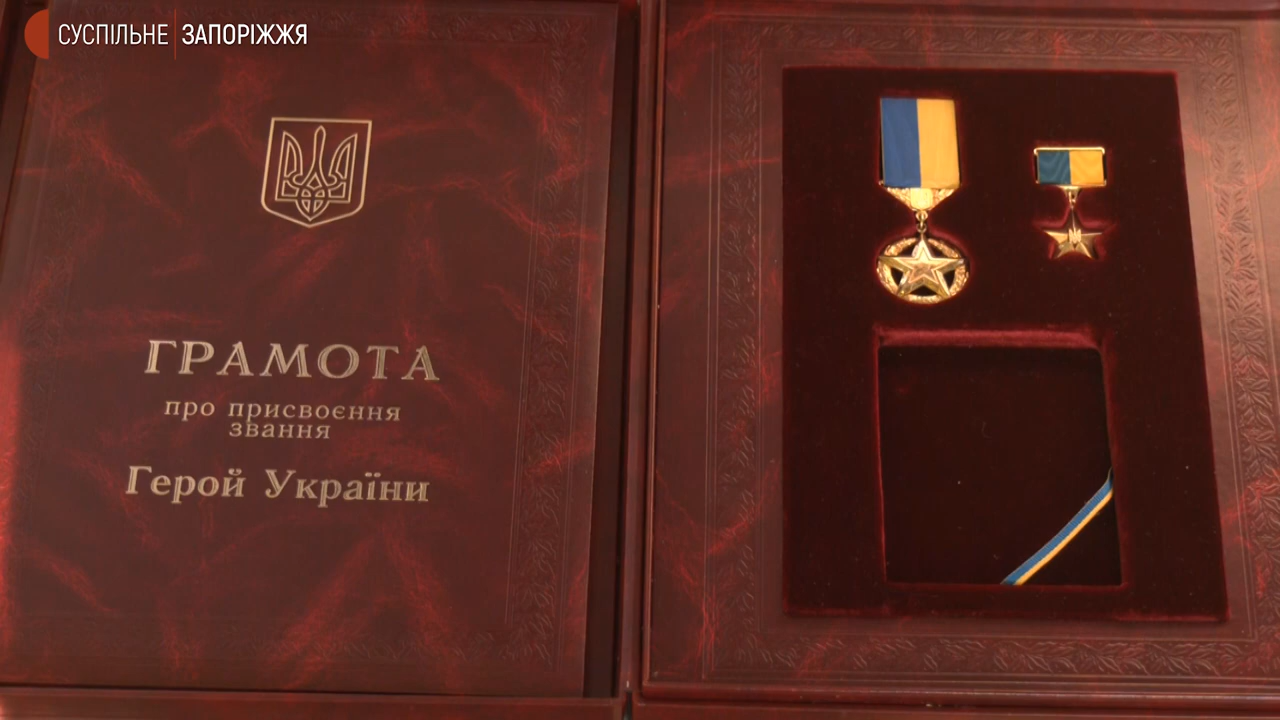 СУСПІЛЬНЕ ЗАПОРІЖЖЯ
ГРАМОТА
про присвоєння
звання
Герой України